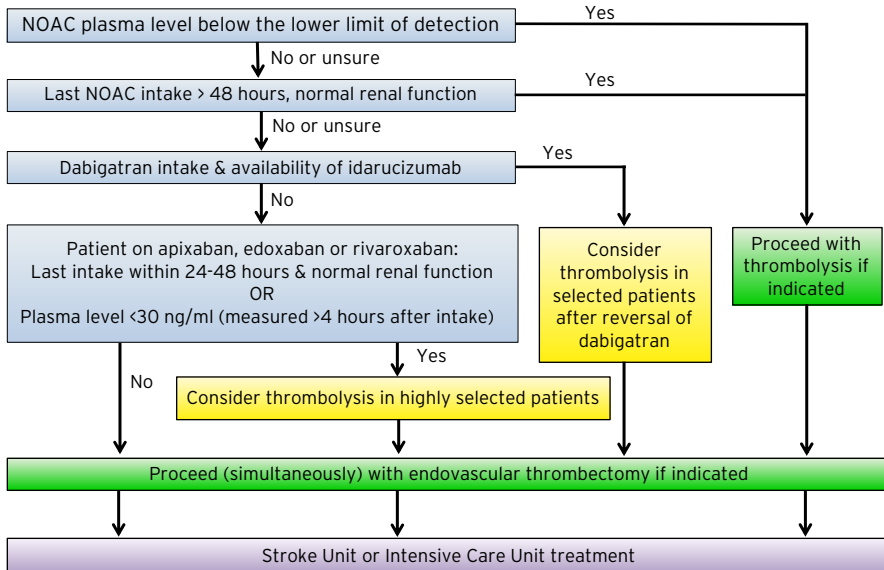 NOAC plasma level below the lower limit of detection
Yes
No or unsure
Last NOAC intake > 48 hours, normal renal function
Yes
No or unsure
Dabigatran intake & availability of idarucizumab
Yes
No
Patient on apixaban, edoxaban or rivaroxaban:
Last intake within 24-48 hours & normal renal function
OR
Plasma level <30 ng/ml (measured >4 hours after intake)
Consider
thrombolysis in
selected patients
after reversal of
dabigatran
Proceed with
thrombolysis if
indicated
No
Yes
Consider thrombolysis in highly selected patients
Proceed (simultaneously) with endovascular thrombectomy if indicated
Stroke Unit or Intensive Care Unit treatment